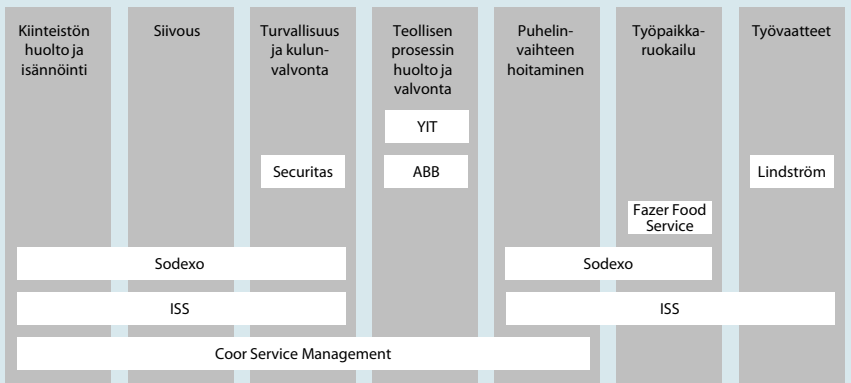 Kiinteistön
huolto ja
isännöinti
Siivous
Turvallisuus
ja kulun-
valvonta
Teollisen
prosessin
huolto ja
valvonta
Puhelin-
vaihteen
hoitaminen
Työpaikka-
ruokailu
Työvaatteet
YIT
Securitas
ABB
Lindström
Fazer Food
Service
Sodexo
Sodexo
ISS
ISS
Coor Service Management